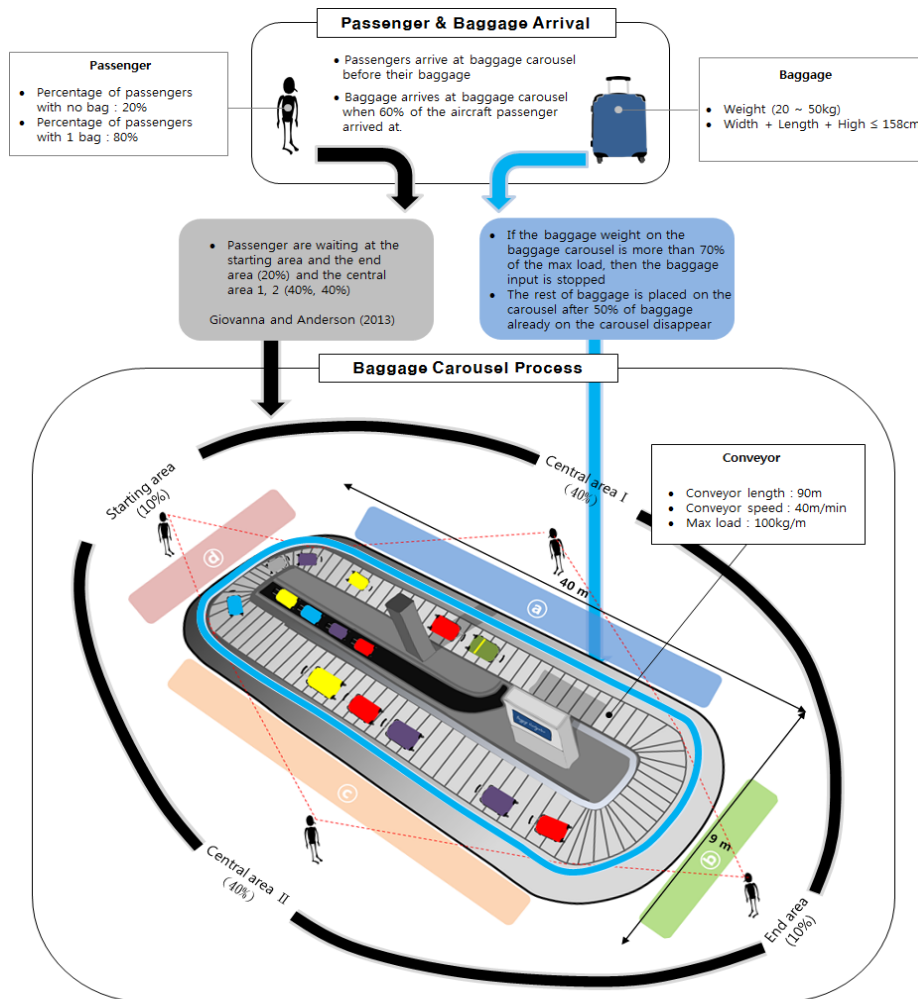 Passenger & Baggage Arrival
Passenger
• Percentage of passengers
with no bag : 20%
• Percentage of passengers
with 1 bag : 80%
• Passengers arrive at baggage carousel
before their baggage
• Baggage arrives at baggage carousel
when 60% of the aircraft passenger
arrived at.
Baggage
• Weight (20 ~ 50kg)
• Width + Length + High ≤ 158cm
• Passenger are waiting at the
starting area and the end
area (20%) and the central
area 1, 2 (40%, 40%)
Giovanna and Anderson (2013)
• If the baggage weight on the
baggage carousel is more than 70%
of the max load, then the baggage
input is stopped
• The rest of baggage is placed on the
carousel after 50% of baggage
already on the carousel disappear
Baggage Carousel Process
Conveyor
• Conveyor length : 90m
• Conveyor speed : 40m/min
• Max load : 100kg/m
Starting area
(10%)
Central area I
(40%)
40 m
ⓓ
ⓐ
ⓒ
9 m
ⓑ
Central area II
(40%)
End area
(10%)